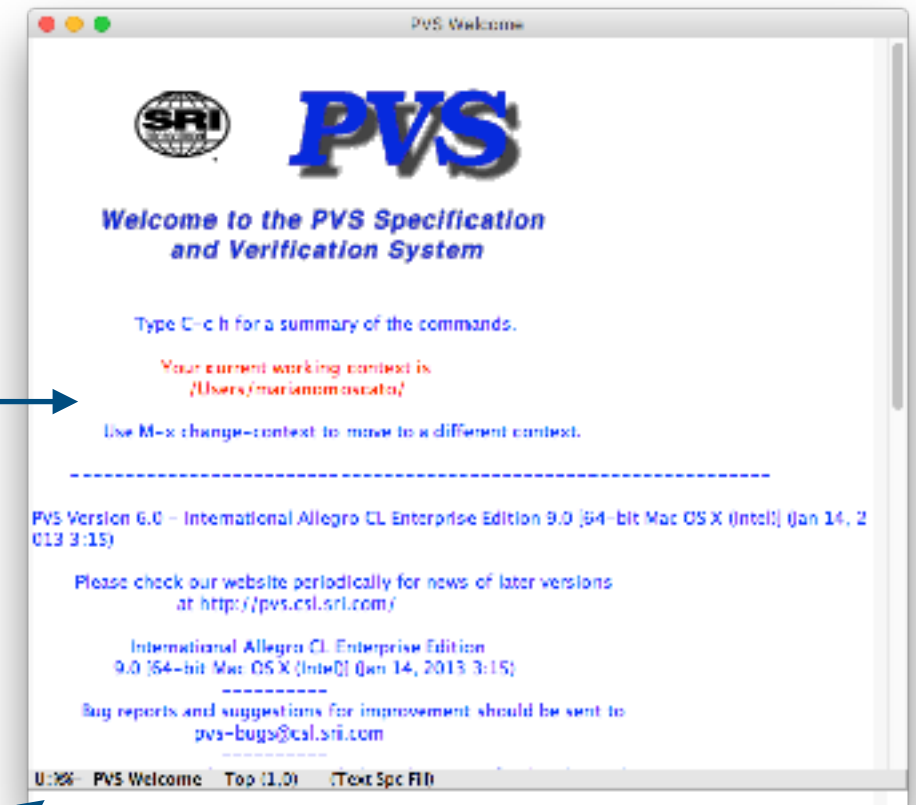 PVS Welcome
SRI
PVS
Welcome to the PVS Specification
and Verification System
Type C-c h for a summary of the commands.
Your current working context is
/Users/marianomoscato/
Use M-x change-context to move to a different context.
----------------------------------------------------------------------
PVS Version 6.0 - International Allegro CL Enterprise Edition 9.0 [64-bit Mac OS X (Intel)] (Jan 14, 2
013 3:15)
Please check our website periodically for news of later versions
at http://pvs.csl.sri.com/
International Allegro CL Enterprise Edition
9.0 [64-bit Mac OS X (Intel)] (Jan 14, 2013 3:15)
----------
Bug reports and suggestions for improvement should be sent to
pvs-bugs@csl.sri.com
----------
U:%%- PVS Welcome Top (1,0) (Text Spc Fill)